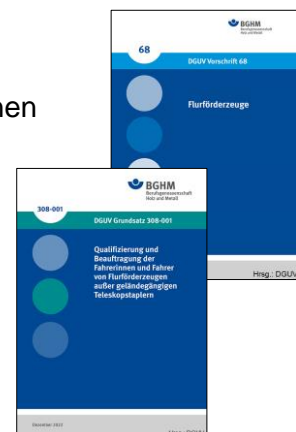 nen
BGHM
Berufsgenossenschaft
Holz und Metall
68
DGUV Vorschrift 68
Flurförderzeuge
Hrsg.: DGUV
BGHM
Berufsgenossenschaft
Holz und Metall
308-001
DGUV Grundsatz 308-001
Qualifizierung und
Beauftragung der
Fahrerinnen und Fahrer
von Flurförderzeugen
außer geländegängigen
Teleskopstaplern